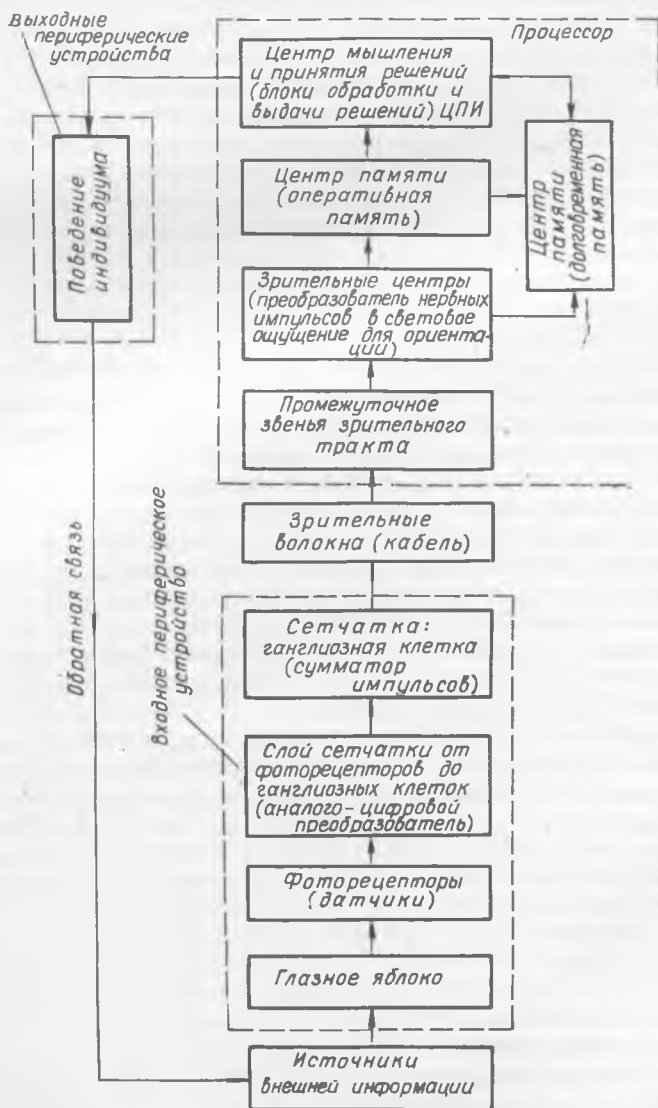 Выходные
периферические
устройства
Процессор
Центр мышления
и принятия решений
(блоки обработки и
выдачи решений) ЦПИ
Поведение
индивидуума
Центр памяти
(оперативная
память)
Центр
памяти
(долговременная
память)
Зрительные центры
(преобразователь нервных
импульсов в световое
ощущение для ориента-
ции)
Промежуточное
звенья зрительного
тракта
Зрительные
волокна (кабель)
Обратная связь
Входное периферическое
устройство
Сетчатка:
ганглиозная клетка
(сумматор
импульсов)
Слой сетчатки от
фоторецепторов до
ганглиозных клеток
(аналого-цифровой
преобразователь)
Фоторецепторы
(датчики)
Глазное яблоко
Источники
внешней информации